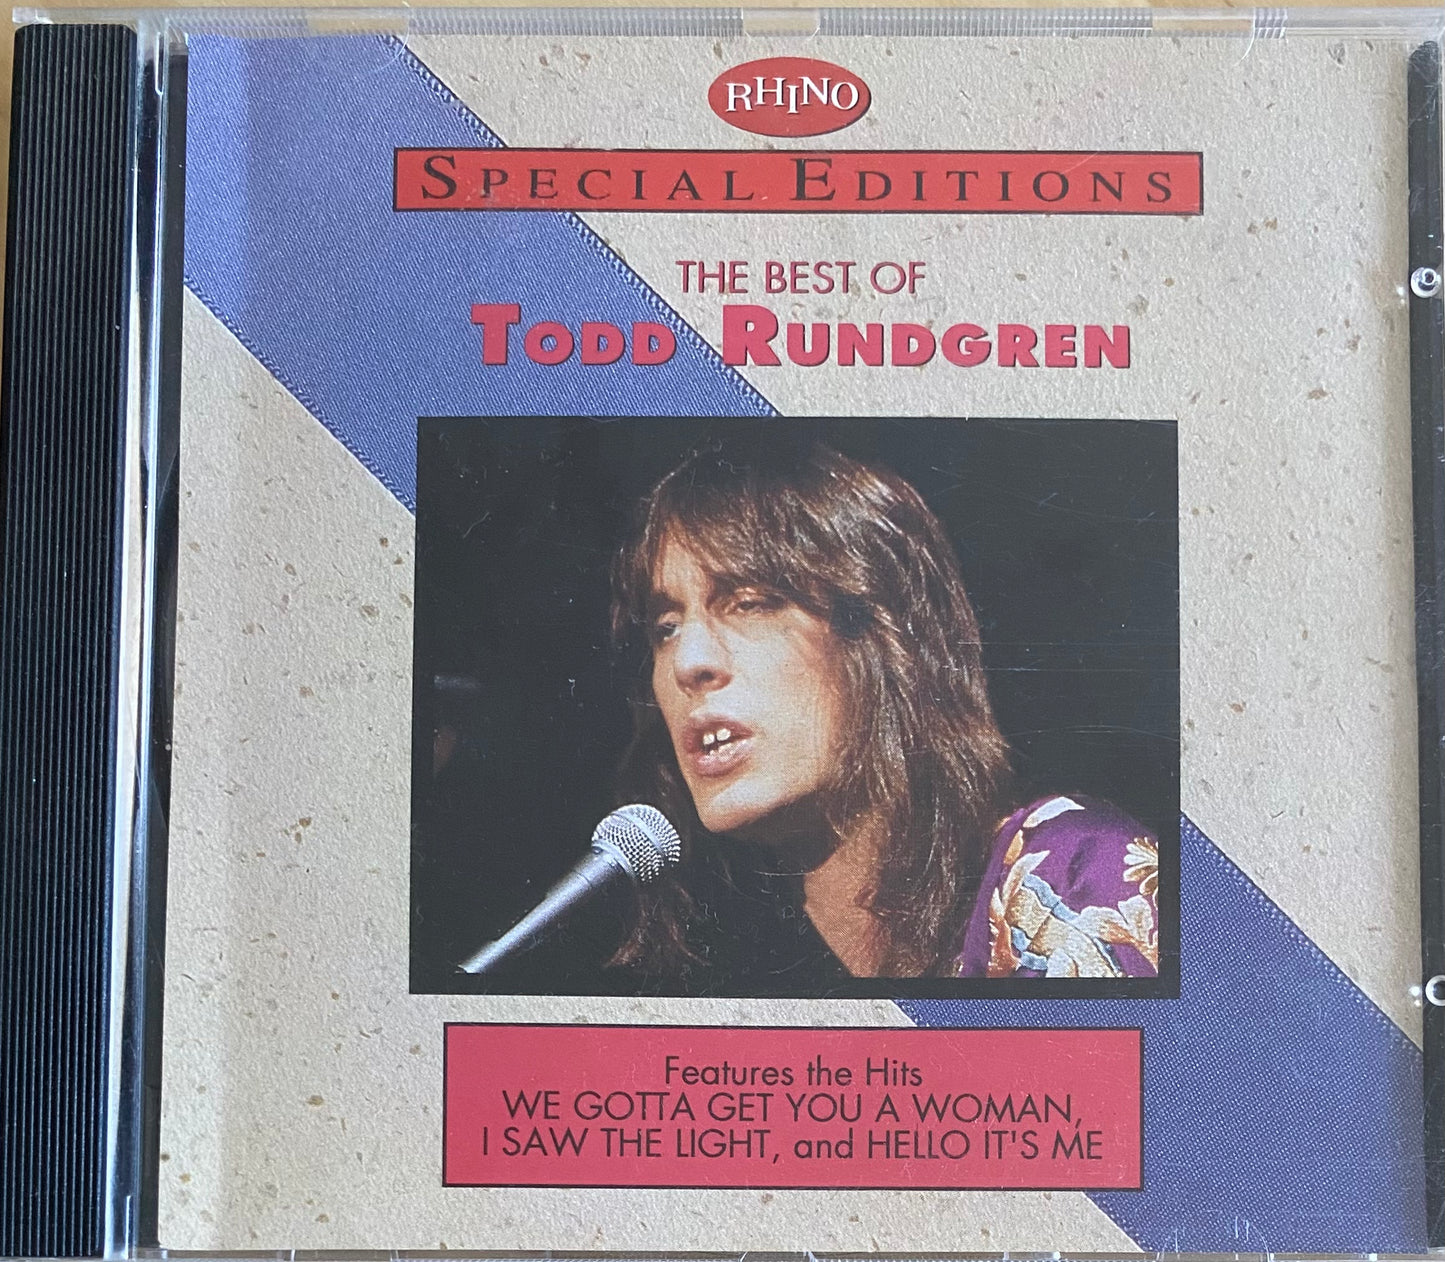 RHINO
SPECIAL EDITIONS
THE BEST OF
TODD RUNDGREN
Features the Hits
WE GOTTA GET YOU A WOMAN,
I SAW THE LIGHT, and HELLO IT'S ME